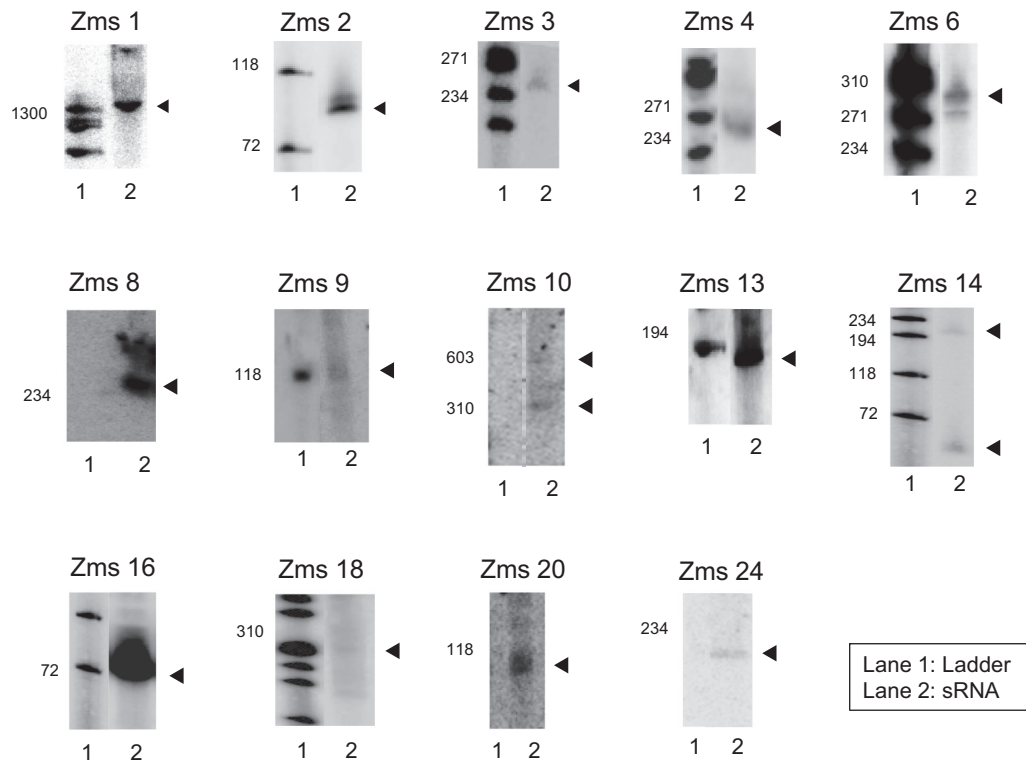 Zms 1
Zms 2
Zms 3
Zms 4
Zms 6
1300
118
72
271
234
271
234
310
271
234
1 2
1 2
1 2
1 2
1 2
Zms 8
Zms 9
Zms 10
Zms 13
Zms 14
234
118
603
310
194
234
194
118
72
1 2
1 2
1 2
1 2
1 2
Zms 16
Zms 18
Zms 20
Zms 24
72
310
118
234
1 2
1 2
1 2
1 2
Lane 1: Ladder
Lane 2: sRNA